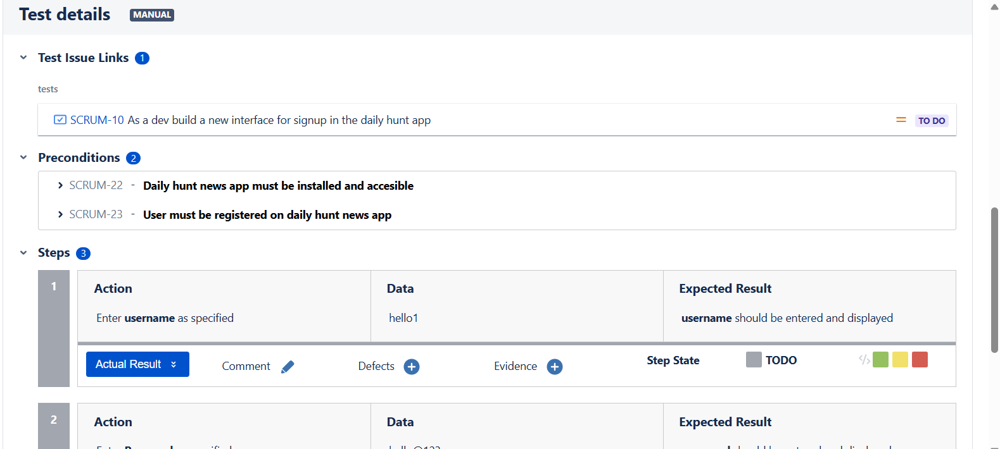 Test details MANUAL
Test Issue Links 1
tests
SCRUM-10 As a dev build a new interface for signup in the daily hunt app TO DO
Preconditions 2
SCRUM-22 - Daily hunt news app must be installed and accesible
SCRUM-23 - User must be registered on daily hunt news app
Steps 3
1 Action Data Expected Result
Enter username as specified hello1 username should be entered and displayed
Actual Result Comment Defects Evidence Step State TODO </>
2 Action Data Expected Result